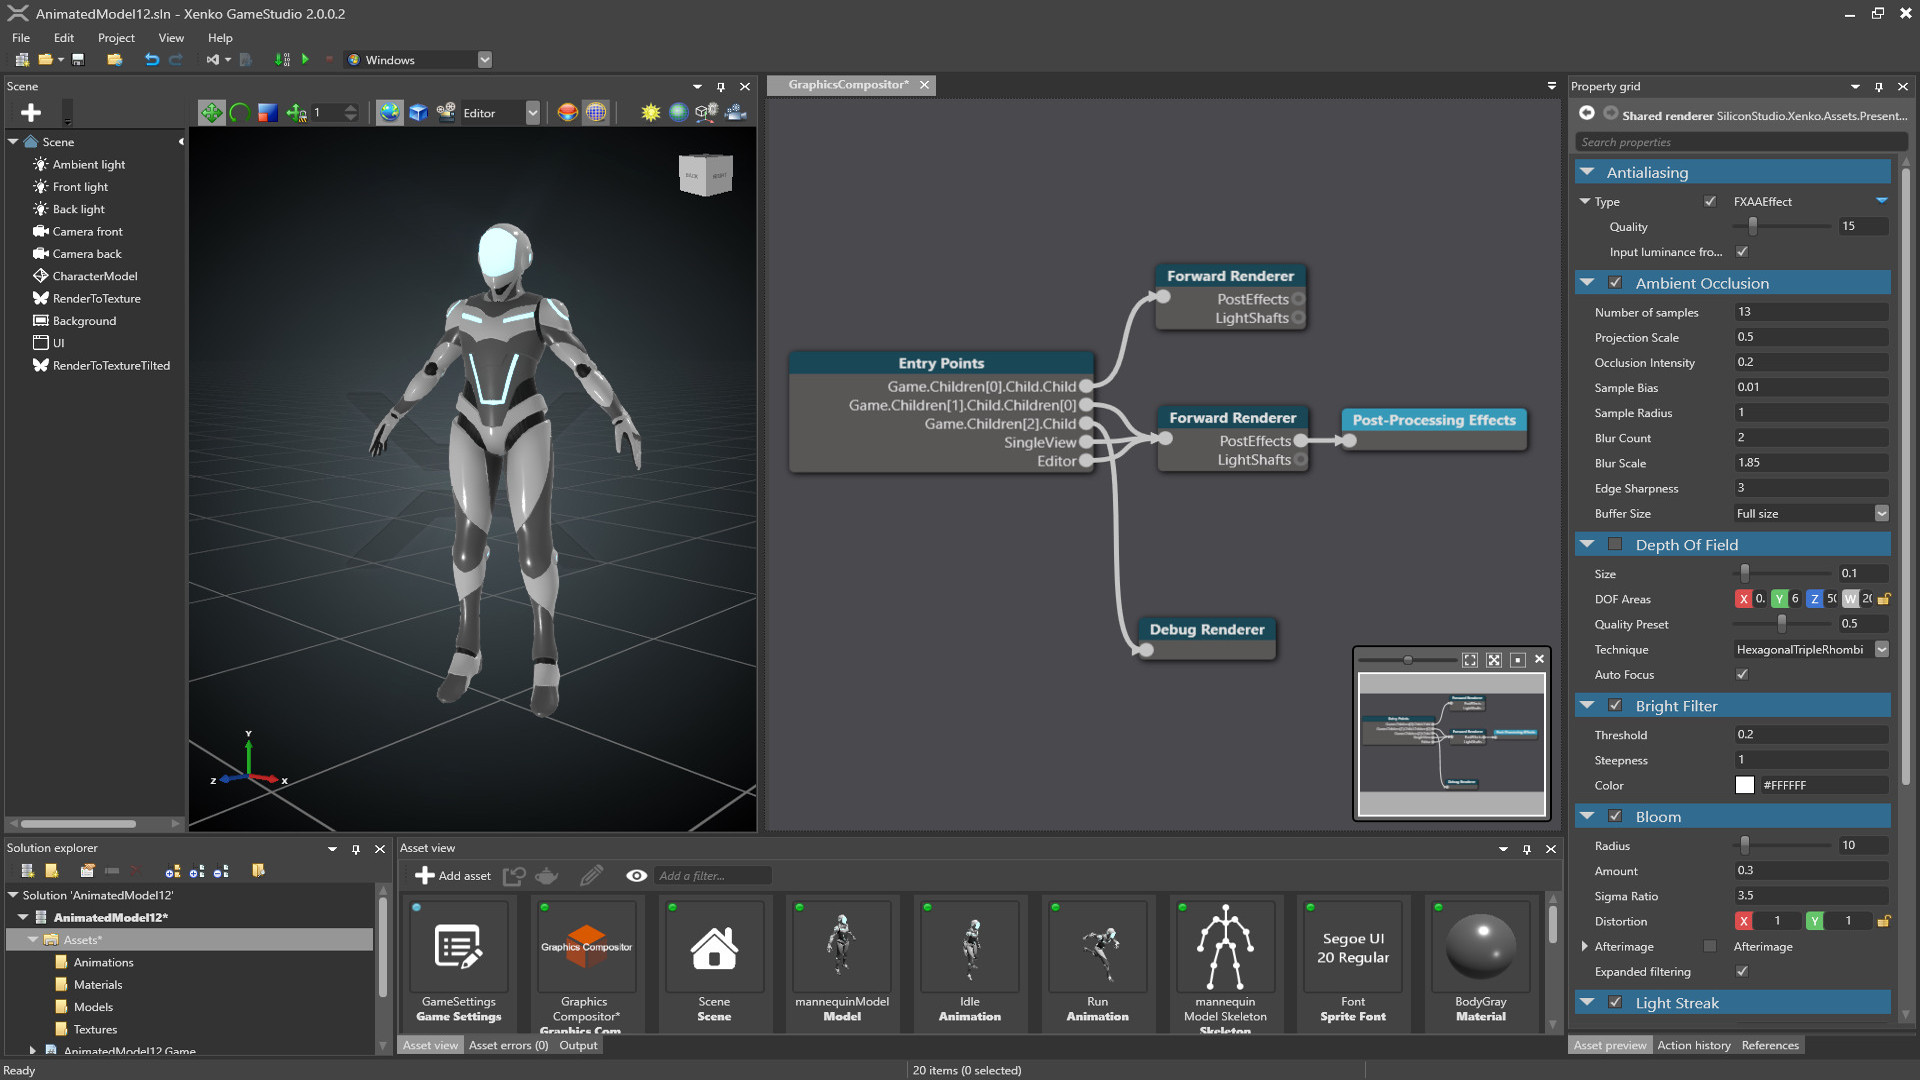 AnimatedModel12.sln - Xenko GameStudio 2.0.0.2
File Edit Project View Help
Windows
Scene
1
Editor
Scene
Ambient light
Front light
Back light
Camera front
Camera back
CharacterModel
RenderToTexture
Background
UI
RenderToTextureTilted
Y
Z
X
GraphicsCompositor*
Forward Renderer
PostEffects
LightShafts
Entry Points
Game.Children[0].Child.Child
Game.Children[1].Child.Children[0]
Game.Children[2].Child
SingleView
Editor
Forward Renderer
PostEffects
LightShafts
Post-Processing Effects
Debug Renderer
Property grid
Shared renderer SiliconStudio.Xenko.Assets.Present...
Search properties
Antialiasing
Type FXAAEffect
Quality 15
Input luminance fro...
Ambient Occlusion
Number of samples 13
Projection Scale 0.5
Occlusion Intensity 0.2
Sample Bias 0.01
Sample Radius 1
Blur Count 2
Blur Scale 1.85
Edge Sharpness 3
Buffer Size Full size
Depth Of Field
Size 0.1
DOF Areas X 0. Y 6 Z 50 W 20
Quality Preset 0.5
Technique HexagonalTripleRhombi
Auto Focus
Bright Filter
Threshold 0.2
Steepness 1
Color #FFFFFF
Bloom
Radius 10
Amount 0.3
Sigma Ratio 3.5
Distortion X 1 Y 1
Afterimage Afterimage
Expanded filtering
Light Streak
Asset preview Action history References
Solution explorer
Solution 'AnimatedModel12'
AnimatedModel12*
Assets*
Animations
Materials
Models
Textures
AnimatedModel12.Game
Asset view
Add asset
Add a filter...
Graphics Compositor
Segoe UI
20 Regular
GameSettings
Game Settings
Graphics
Compositor*
Graphics Com
Scene
Scene
mannequinModel
Model
Idle
Animation
Run
Animation
mannequin
Model Skeleton
Skeleton
Font
Sprite Font
BodyGray
Material
Asset view Asset errors (0) Output
Ready
20 items (0 selected)